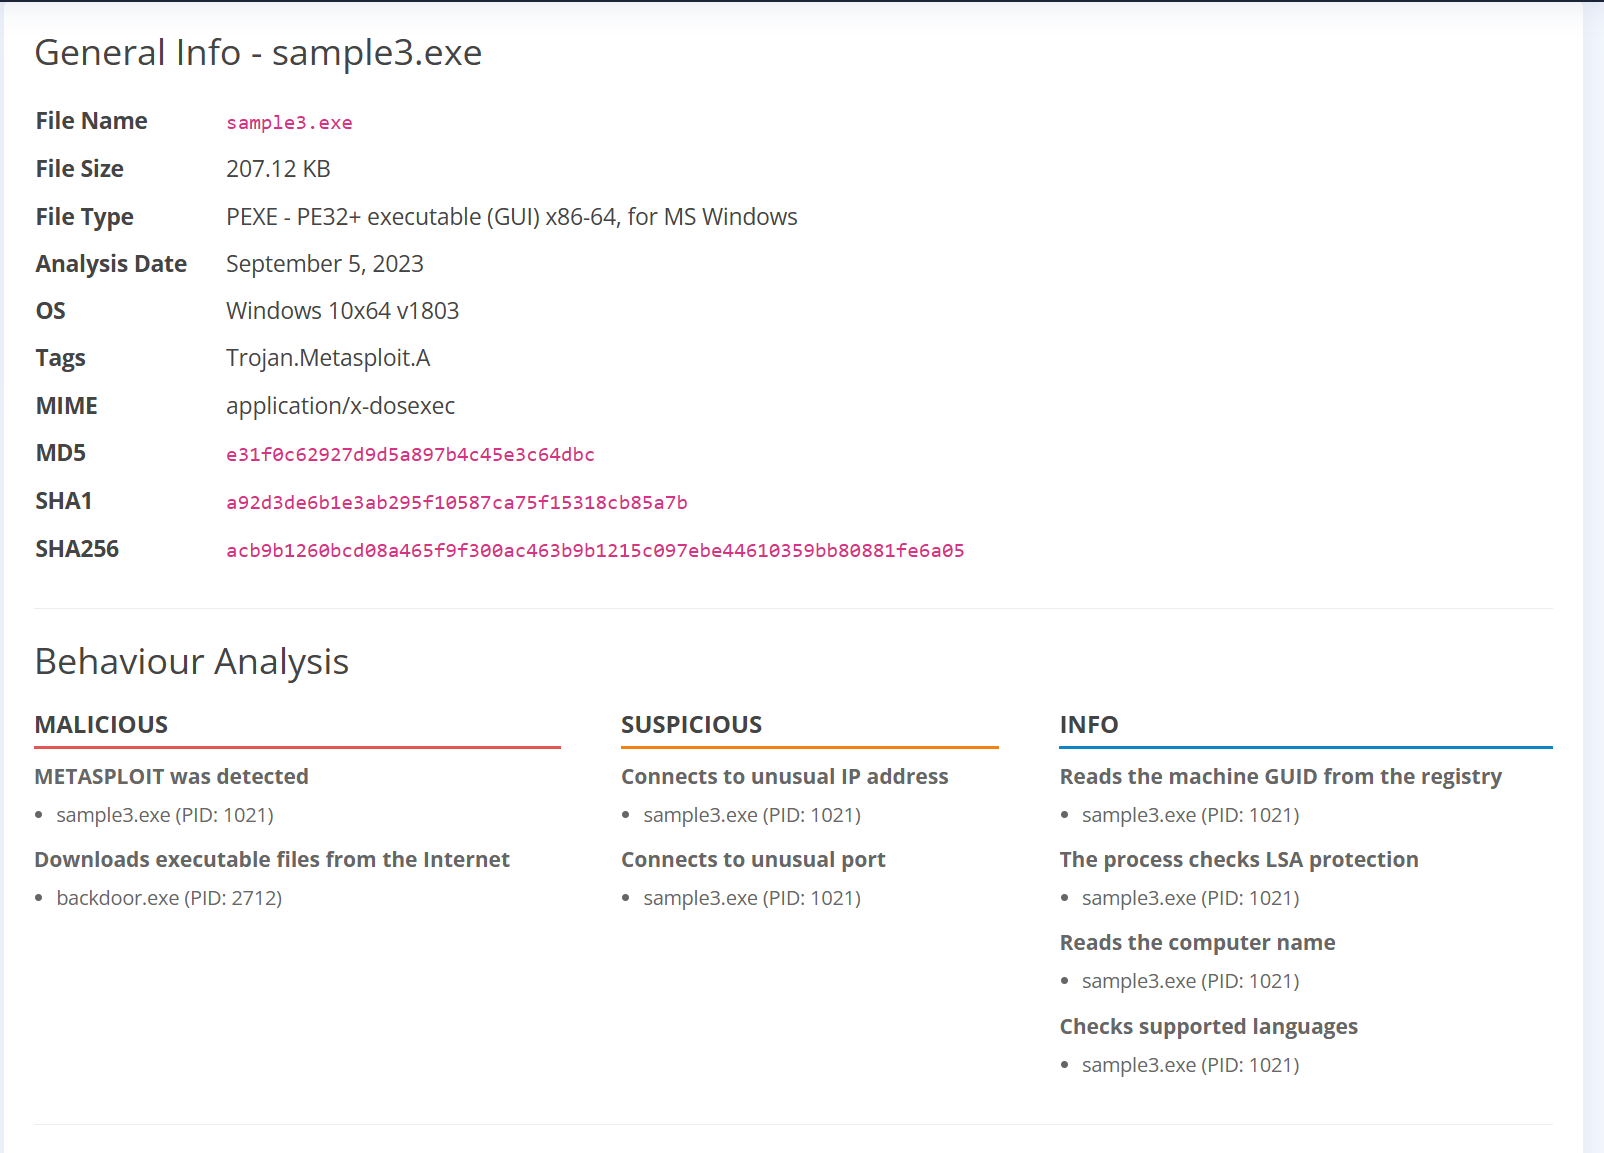 General Info - sample3.exe
File Name sample3.exe
File Size 207.12 KB
File Type PEXE - PE32+ executable (GUI) x86-64, for MS Windows
Analysis Date September 5, 2023
OS Windows 10x64 v1803
Tags Trojan.Metasploit.A
MIME application/x-dosexec
MD5 e31f0c62927d9d5a897b4c45e3c64dbc
SHA1 a92d3de6b1e3ab295f10587ca75f15318cb85a7b
SHA256 acb9b1260bcd08a465f9f300ac463b9b1215c097ebe44610359bb80881fe6a05
Behaviour Analysis
MALICIOUS
METASPLOIT was detected
• sample3.exe (PID: 1021)
Downloads executable files from the Internet
• backdoor.exe (PID: 2712)
SUSPICIOUS
Connects to unusual IP address
• sample3.exe (PID: 1021)
Connects to unusual port
• sample3.exe (PID: 1021)
INFO
Reads the machine GUID from the registry
• sample3.exe (PID: 1021)
The process checks LSA protection
• sample3.exe (PID: 1021)
Reads the computer name
• sample3.exe (PID: 1021)
Checks supported languages
• sample3.exe (PID: 1021)